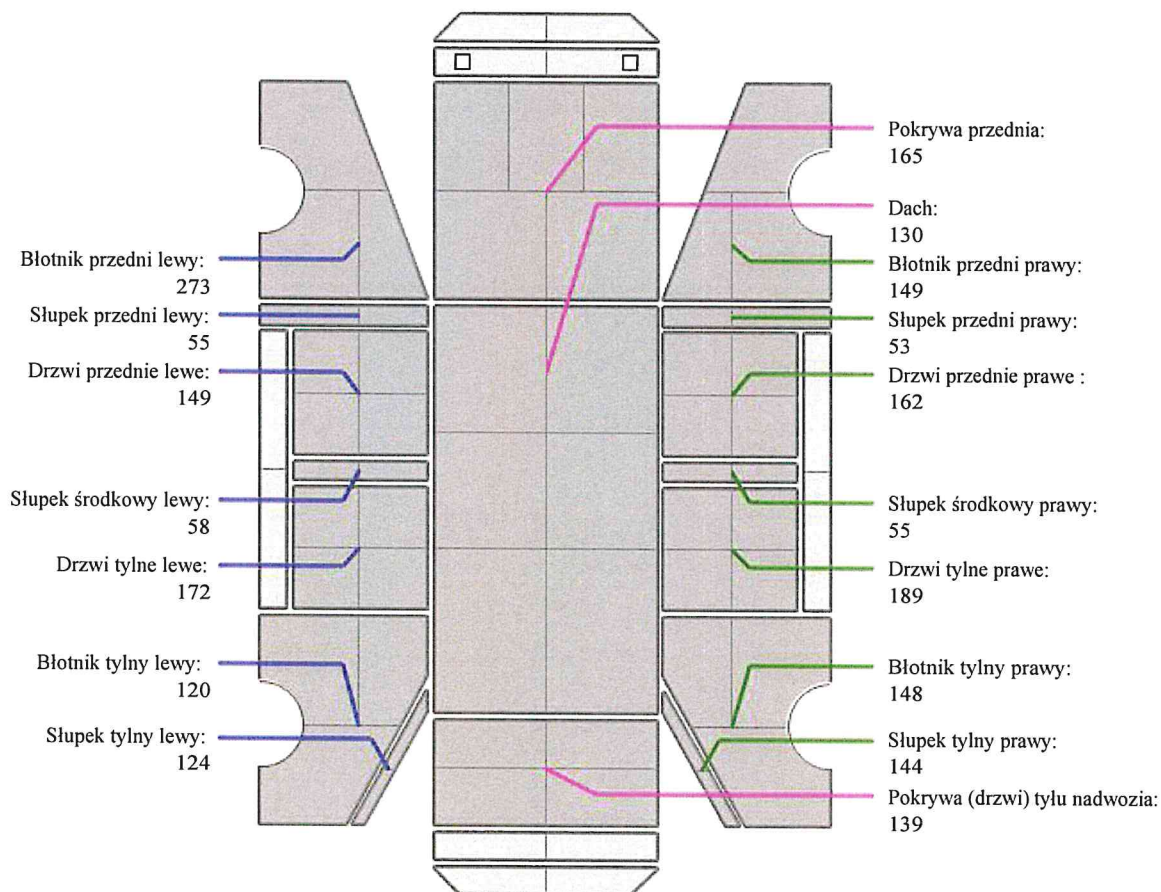 Pokrywa przednia:
165
Dach:
130
Błotnik przedni lewy:
273
Błotnik przedni prawy:
149
Słupek przedni lewy:
55
Słupek przedni prawy:
53
Drzwi przednie lewe:
149
Drzwi przednie prawe :
162
Słupek środkowy lewy:
58
Słupek środkowy prawy:
55
Drzwi tylne lewe:
172
Drzwi tylne prawe:
189
Błotnik tylny lewy:
120
Błotnik tylny prawy:
148
Słupek tylny lewy:
124
Słupek tylny prawy:
144
Pokrywa (drzwi) tyłu nadwozia:
139